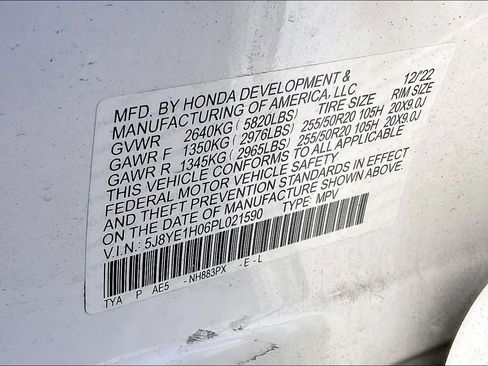 MFD. BY HONDA DEVELOPMENT &
MANUFACTURING OF AMERICA, LLC 12/22
GVWR 2640KG ( 5820LBS) TIRE SIZE RIM SIZE
GAWR F 1350KG ( 2976LBS) 255/50R20 105H 20X9.0J
GAWR R 1345KG ( 2965LBS) 255/50R20 105H 20X9.0J
THIS VEHICLE CONFORMS TO ALL APPLICABLE
FEDERAL MOTOR VEHICLE SAFETY
AND THEFT PREVENTION STANDARDS IN EFFECT
ON THE DATE OF MANUFACTURE SHOWN ABOVE.
V.I.N.: 5J8YE1H06PL021590 TYPE: MPV
TYA P AE5 - NH883PX - E - L